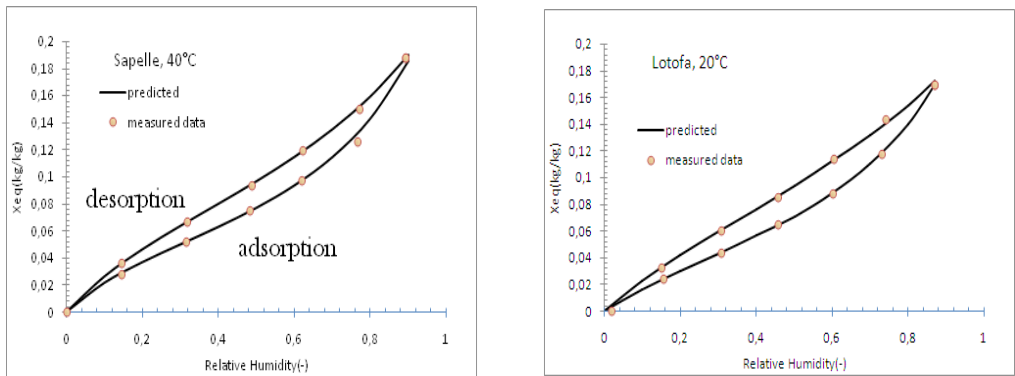 Sapelle, 40°C
predicted
measured data
desorption
adsorption
Xeq(kg/kg)
0,2
0,18
0,16
0,14
0,12
0,1
0,08
0,06
0,04
0,02
0
0 0,2 0,4 0,6 0,8 1
Relative Humidity(-)
Lotofa, 20°C
predicted
measured data
Xeq(kg/kg)
0,2
0,18
0,16
0,14
0,12
0,1
0,08
0,06
0,04
0,02
0
0 0,2 0,4 0,6 0,8 1
Relative Humidity(-)